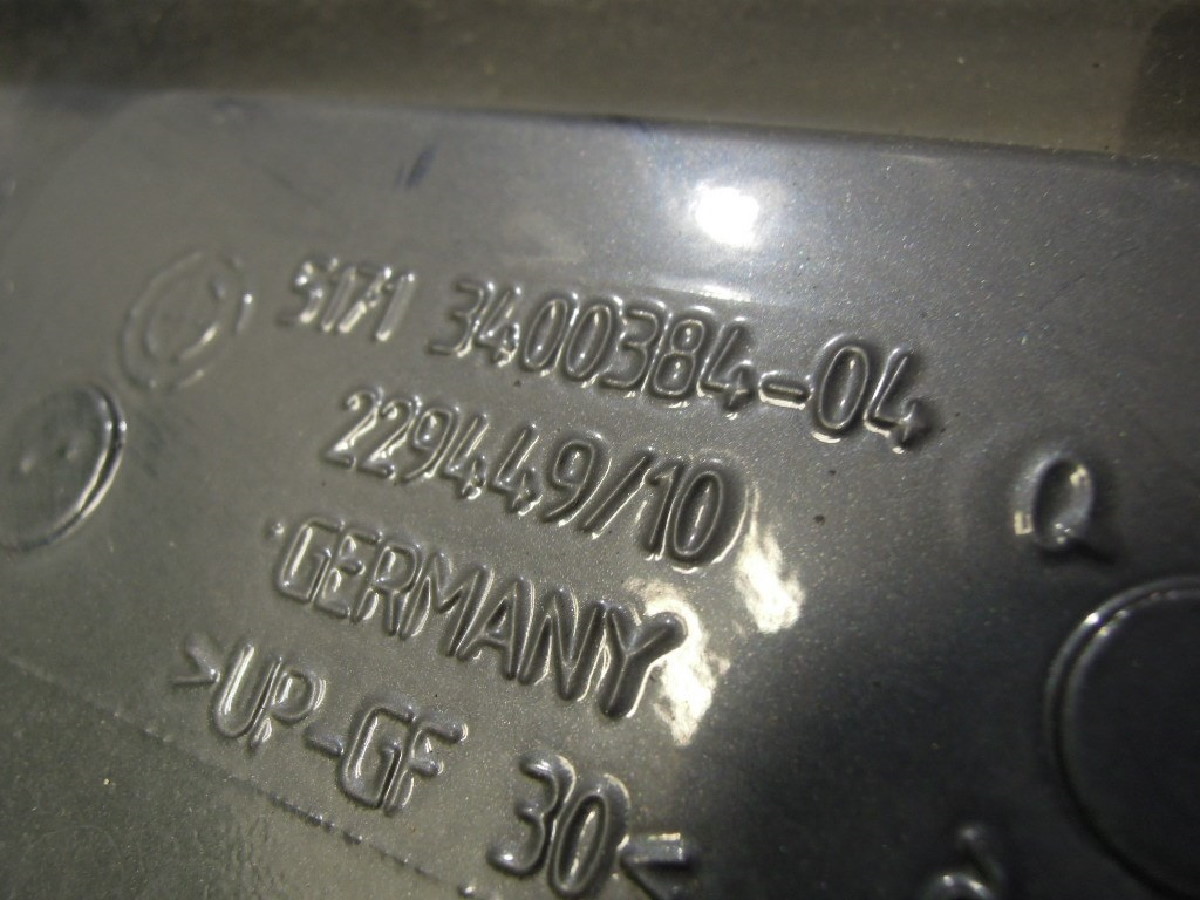 5171 3400384-04
229449/10
Q
GERMANY
>UP-GF 30<